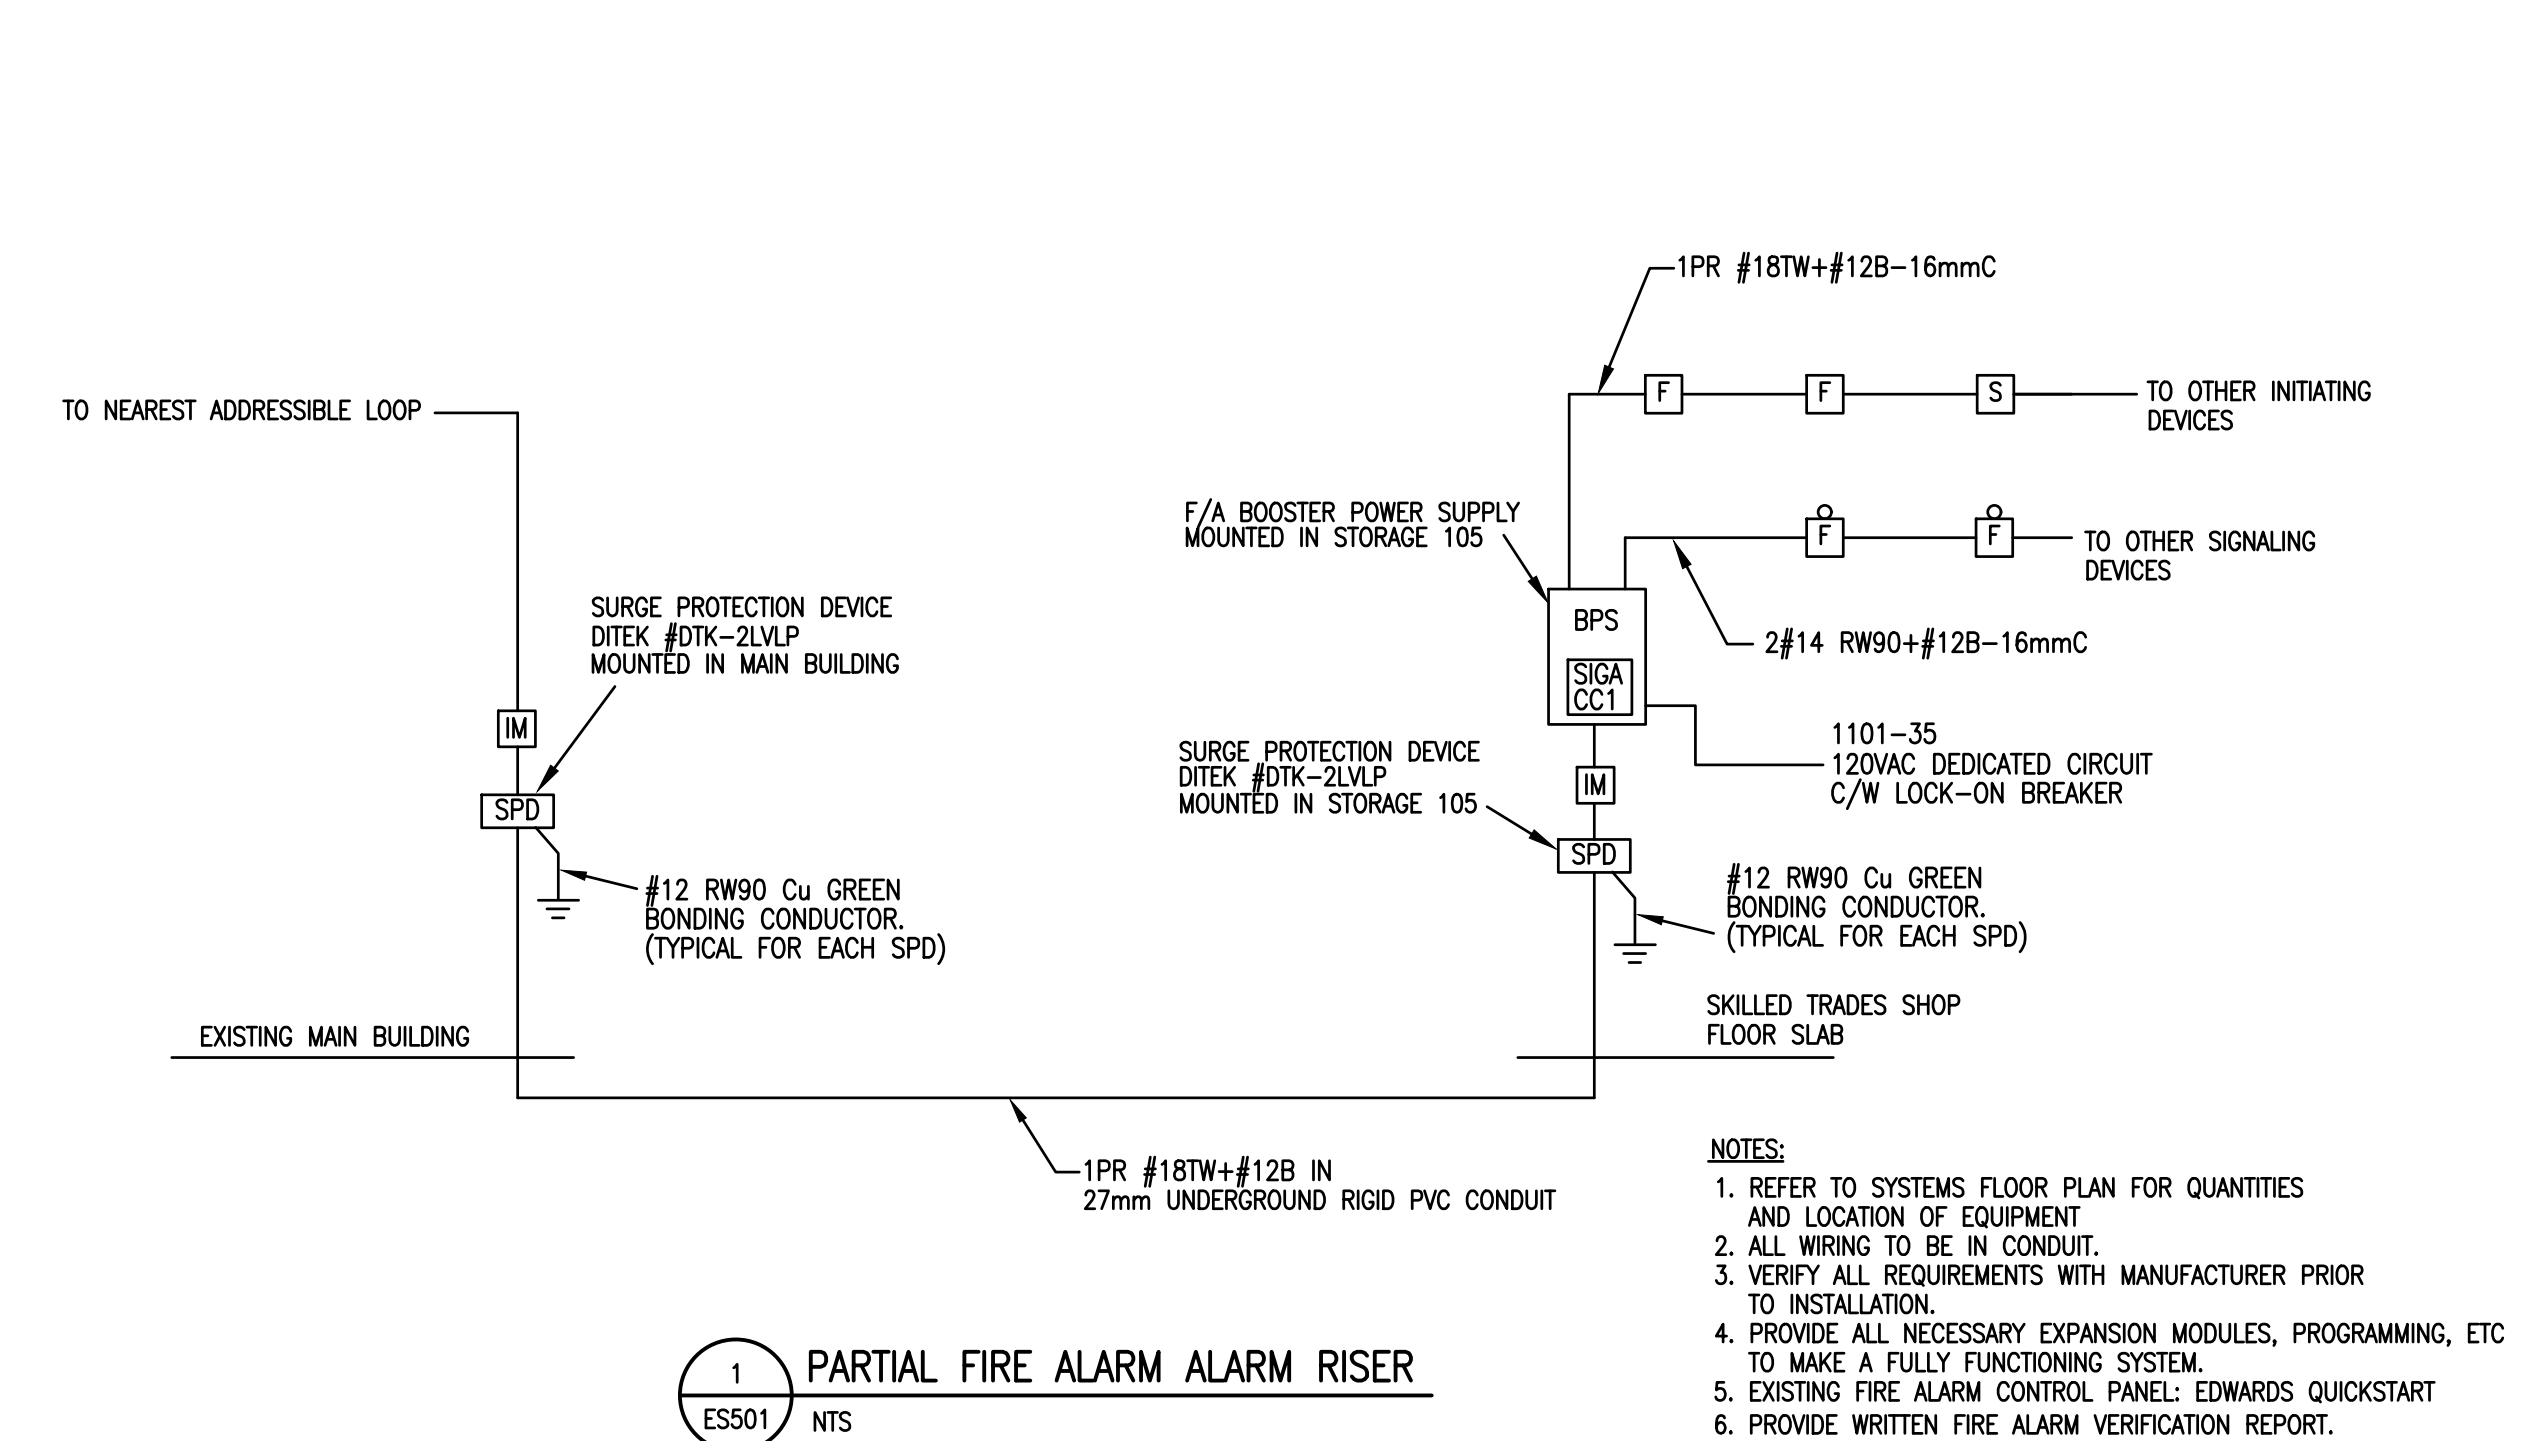 1PR #18TW+#12B-16mmC
F
F
S
TO OTHER INITIATING
DEVICES
TO NEAREST ADDRESSIBLE LOOP
F/A BOOSTER POWER SUPPLY
MOUNTED IN STORAGE 105
F
F
TO OTHER SIGNALING
DEVICES
BPS
SIGA
CC1
2#14 RW90+#12B-16mmC
SURGE PROTECTION DEVICE
DITEK #DTK-2LVLP
MOUNTED IN MAIN BUILDING
IM
SPD
#12 RW90 Cu GREEN
BONDING CONDUCTOR.
(TYPICAL FOR EACH SPD)
1101-35
120VAC DEDICATED CIRCUIT
C/W LOCK-ON BREAKER
SURGE PROTECTION DEVICE
DITEK #DTK-2LVLP
MOUNTED IN STORAGE 105
IM
SPD
#12 RW90 Cu GREEN
BONDING CONDUCTOR.
(TYPICAL FOR EACH SPD)
EXISTING MAIN BUILDING
SKILLED TRADES SHOP
FLOOR SLAB
1PR #18TW+#12B IN
27mm UNDERGROUND RIGID PVC CONDUIT
NOTES:
1. REFER TO SYSTEMS FLOOR PLAN FOR QUANTITIES
AND LOCATION OF EQUIPMENT
2. ALL WIRING TO BE IN CONDUIT.
3. VERIFY ALL REQUIREMENTS WITH MANUFACTURER PRIOR
TO INSTALLATION.
4. PROVIDE ALL NECESSARY EXPANSION MODULES, PROGRAMMING, ETC
TO MAKE A FULLY FUNCTIONING SYSTEM.
5. EXISTING FIRE ALARM CONTROL PANEL: EDWARDS QUICKSTART
6. PROVIDE WRITTEN FIRE ALARM VERIFICATION REPORT.
1
ES501
PARTIAL FIRE ALARM ALARM RISER
NTS